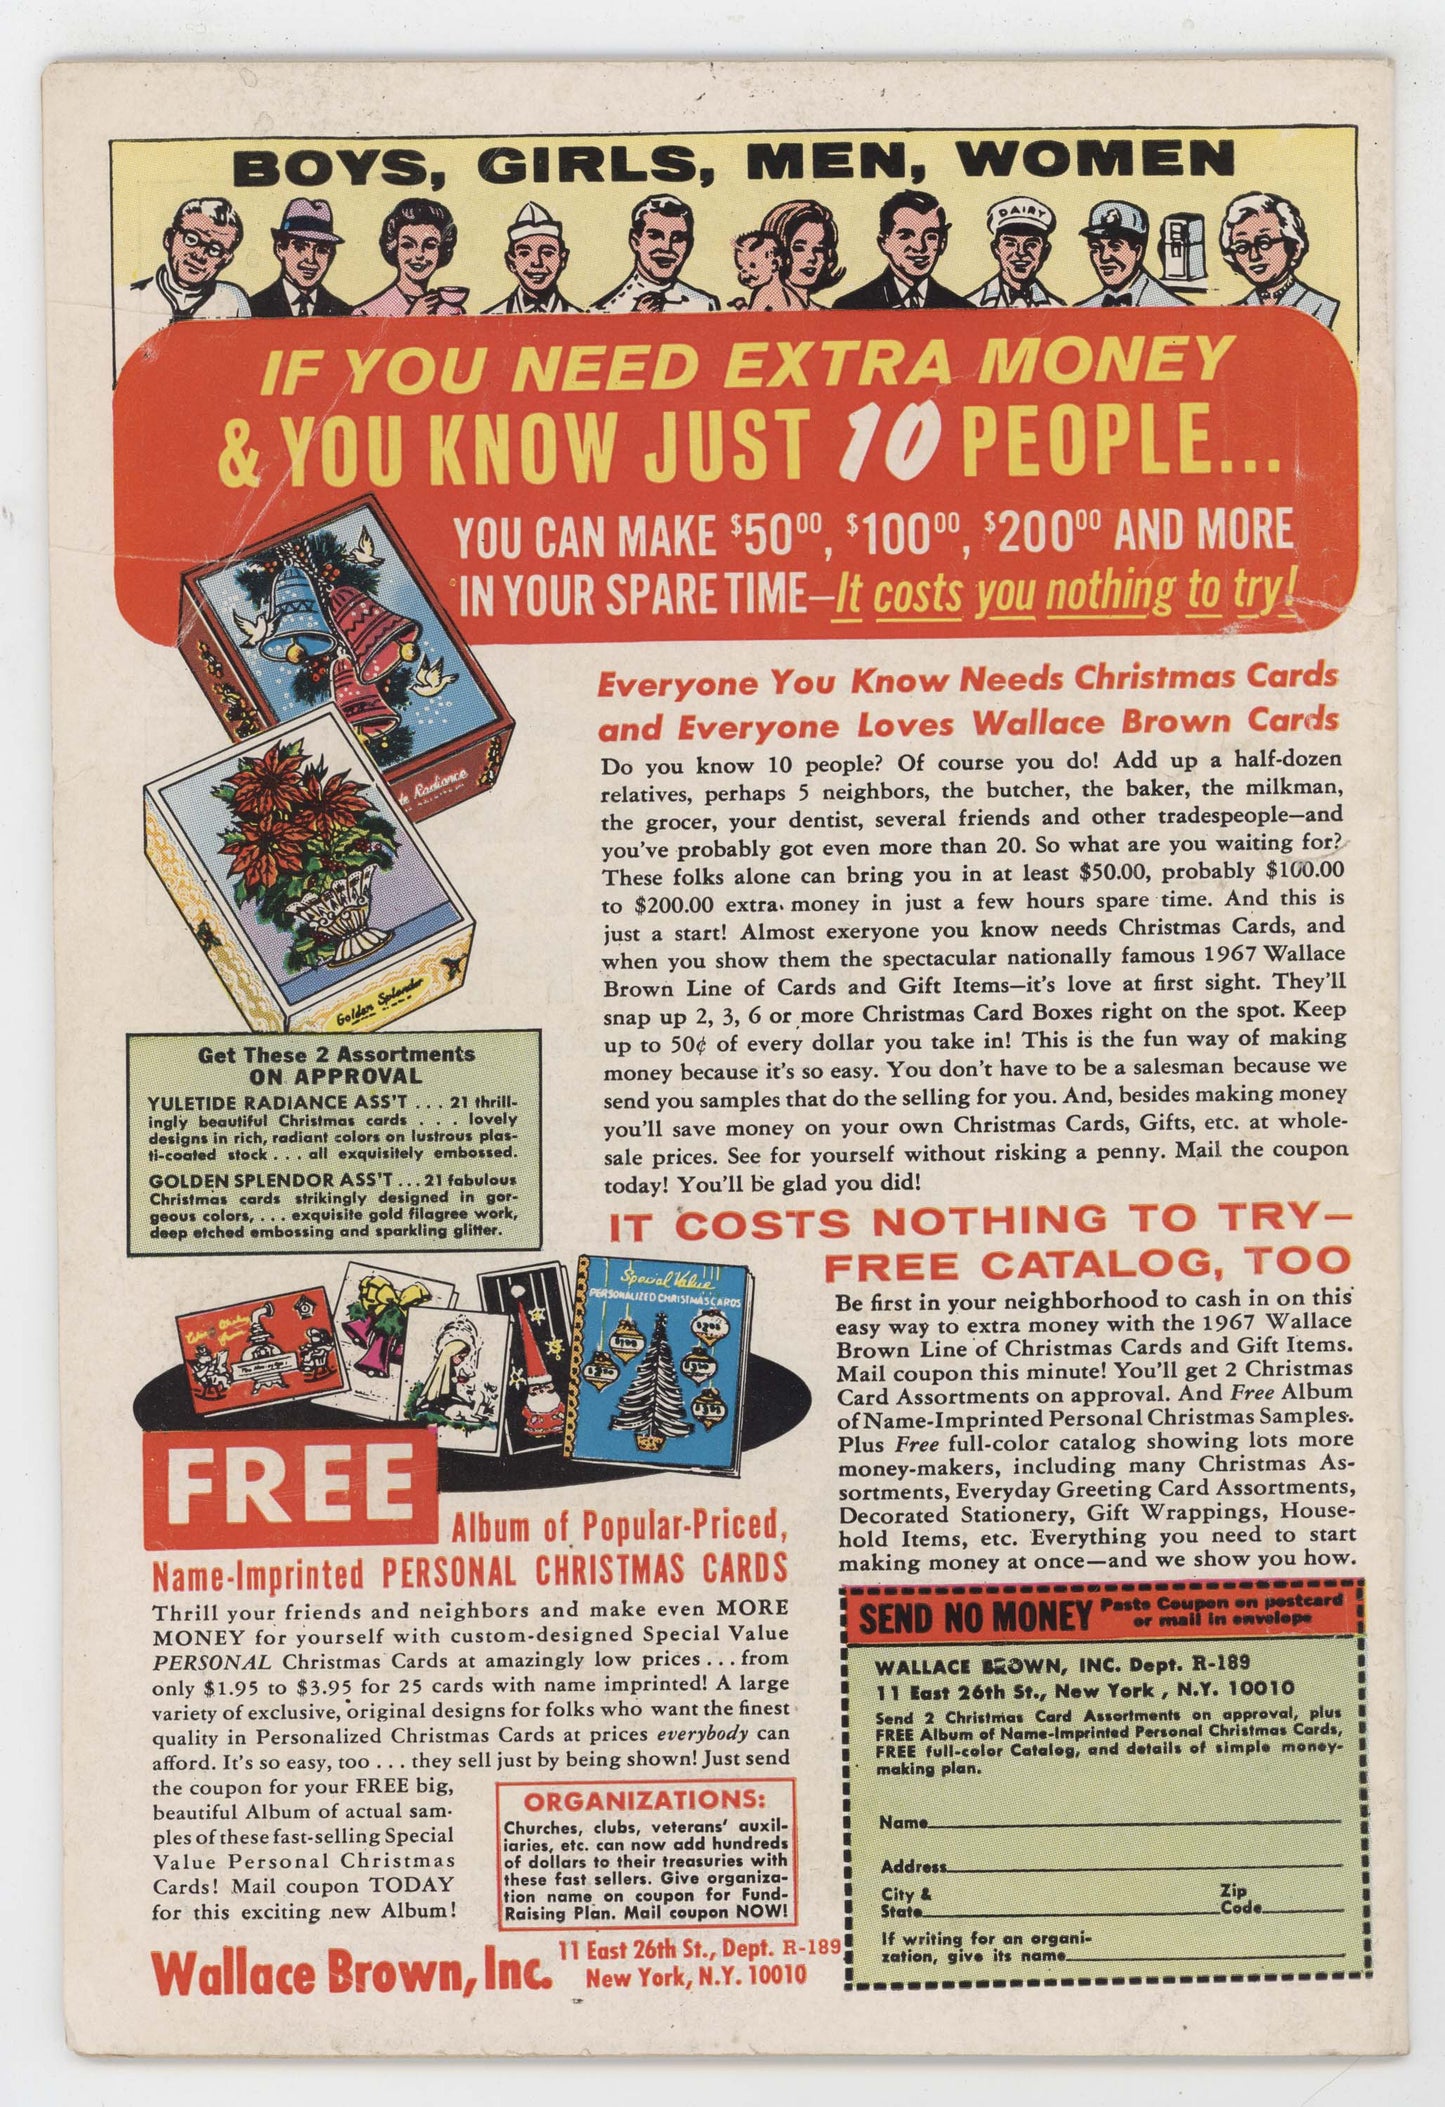 BOYS, GIRLS, MEN, WOMEN
DAIRY
IF YOU NEED EXTRA MONEY
& YOU KNOW JUST 10 PEOPLE...
YOU CAN MAKE $50.00, $100.00, $200.00 AND MORE
IN YOUR SPARE TIME—It costs you nothing to try!
te Radiance
Golden Splendor
Get These 2 Assortments
ON APPROVAL
YULETIDE RADIANCE ASS'T ... 21 thrill-
ingly beautiful Christmas cards . . . lovely
designs in rich, radiant colors on lustrous plas-
ti-coated stock . . . all exquisitely embossed.
GOLDEN SPLENDOR ASS'T ... 21 fabulous
Christmas cards strikingly designed in gor-
geous colors, . . . exquisite gold filagree work,
deep etched embossing and sparkling glitter.
Everyone You Know Needs Christmas Cards
and Everyone Loves Wallace Brown Cards
Do you know 10 people? Of course you do! Add up a half-dozen
relatives, perhaps 5 neighbors, the butcher, the baker, the milkman,
the grocer, your dentist, several friends and other tradespeople—and
you've probably got even more than 20. So what are you waiting for?
These folks alone can bring you in at least $50.00, probably $100.00
to $200.00 extra money in just a few hours spare time. And this is
just a start! Almost exeryone you know needs Christmas Cards, and
when you show them the spectacular nationally famous 1967 Wallace
Brown Line of Cards and Gift Items—it's love at first sight. They'll
snap up 2, 3, 6 or more Christmas Card Boxes right on the spot. Keep
up to 50¢ of every dollar you take in! This is the fun way of making
money because it's so easy. You don't have to be a salesman because we
send you samples that do the selling for you. And, besides making money
you'll save money on your own Christmas Cards, Gifts, etc. at whole-
sale prices. See for yourself without risking a penny. Mail the coupon
today! You'll be glad you did!
IT COSTS NOTHING TO TRY—
FREE CATALOG, TOO
Be first in your neighborhood to cash in on this
easy way to extra money with the 1967 Wallace
Brown Line of Christmas Cards and Gift Items.
Mail coupon this minute! You'll get 2 Christmas
Card Assortments on approval. And Free Album
of Name-Imprinted Personal Christmas Samples.
Plus Free full-color catalog showing lots more
money-makers, including many Christmas As-
sortments, Everyday Greeting Card Assortments,
Decorated Stationery, Gift Wrappings, House-
hold Items, etc. Everything you need to start
making money at once—and we show you how.
Special Value
PERSONALIZED CHRISTMAS CARDS
FREE
Album of Popular-Priced,
Name-Imprinted PERSONAL CHRISTMAS CARDS
Thrill your friends and neighbors and make even MORE
MONEY for yourself with custom-designed Special Value
PERSONAL Christmas Cards at amazingly low prices . . . from
only $1.95 to $3.95 for 25 cards with name imprinted! A large
variety of exclusive, original designs for folks who want the finest
quality in Personalized Christmas Cards at prices everybody can
afford. It's so easy, too . . . they sell just by being shown! Just send
the coupon for your FREE big,
beautiful Album of actual sam-
ples of these fast-selling Special
Value Personal Christmas
Cards! Mail coupon TODAY
for this exciting new Album!
ORGANIZATIONS:
Churches, clubs, veterans' auxil-
iaries, etc. can now add hundreds
of dollars to their treasuries with
these fast sellers. Give organiza-
tion name on coupon for Fund-
Raising Plan. Mail coupon NOW!
Wallace Brown, Inc. 11 East 26th St., Dept. R-189
New York, N.Y. 10010
SEND NO MONEY Paste Coupon on postcard
or mail in envelope
WALLACE BROWN, INC. Dept. R-189
11 East 26th St., New York, N.Y. 10010
Send 2 Christmas Card Assortments on approval, plus
FREE Album of Name-Imprinted Personal Christmas Cards,
FREE full-color Catalog, and details of simple money-
making plan.
Name
Address
City & Zip
State Code
If writing for an organi-
zation, give its name